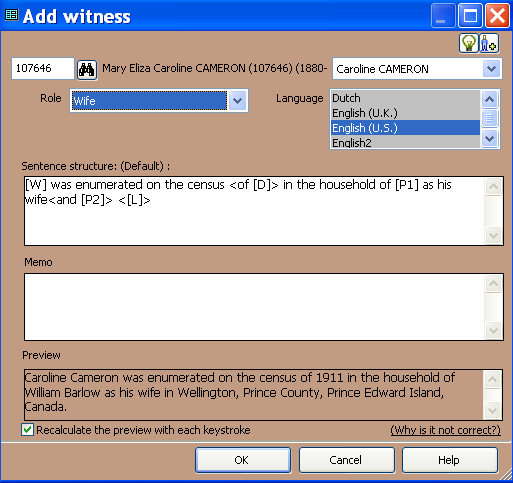 Add witness
107646 Mary Eliza Caroline CAMERON (107646) (1880- Caroline CAMERON
Role Wife Language Dutch
English (U.K.)
English (U.S.)
English2
Sentence structure: (Default) :
[W] was enumerated on the census <of [D]> in the household of [P1] as his
wife<and [P2]> <[L]>
Memo
Preview
Caroline Cameron was enumerated on the census of 1911 in the household of
William Barlow as his wife in Wellington, Prince County, Prince Edward Island,
Canada.
Recalculate the preview with each keystroke (Why is it not correct?)
OK Cancel Help